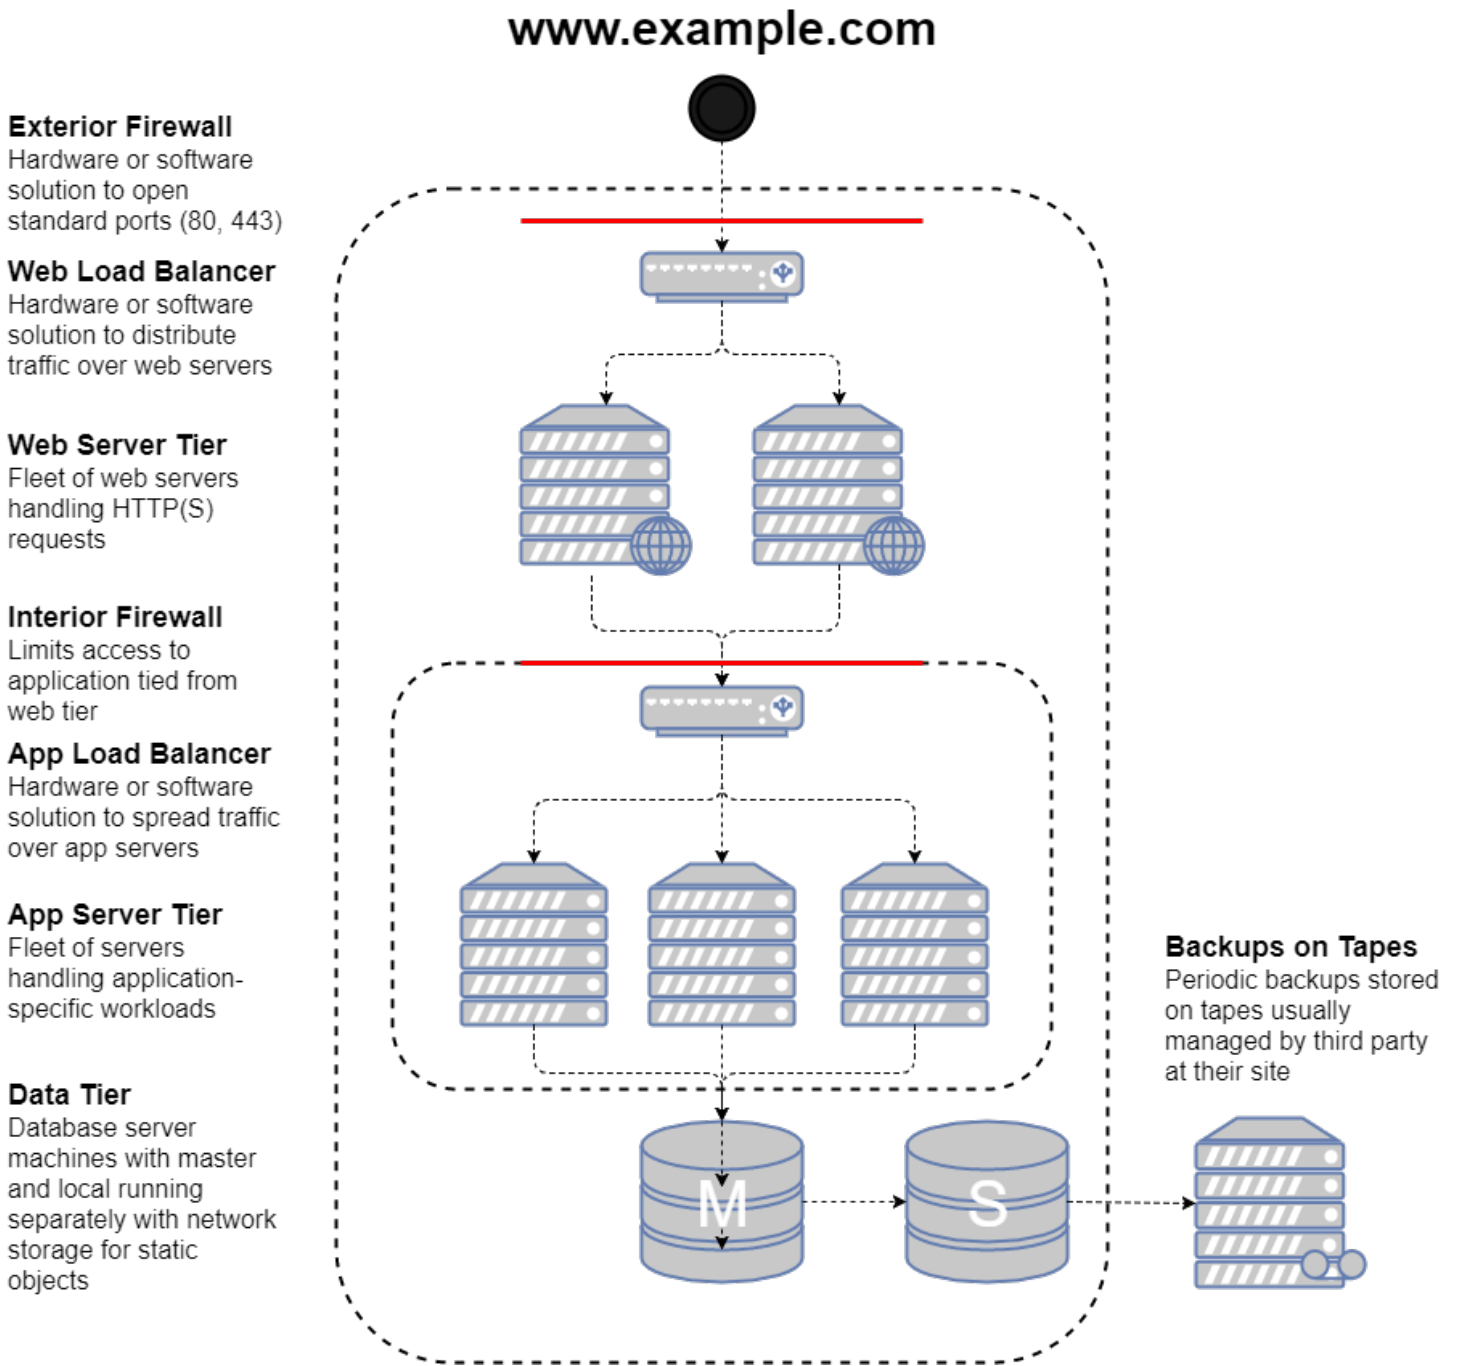 www.example.com
Exterior Firewall
Hardware or software
solution to open
standard ports (80, 443)
Web Load Balancer
Hardware or software
solution to distribute
traffic over web servers
Web Server Tier
Fleet of web servers
handling HTTP(S)
requests
Interior Firewall
Limits access to
application tied from
web tier
App Load Balancer
Hardware or software
solution to spread traffic
over app servers
App Server Tier
Fleet of servers
handling application-
specific workloads
Data Tier
Database server
machines with master
and local running
separately with network
storage for static
objects
M
S
Backups on Tapes
Periodic backups stored
on tapes usually
managed by third party
at their site